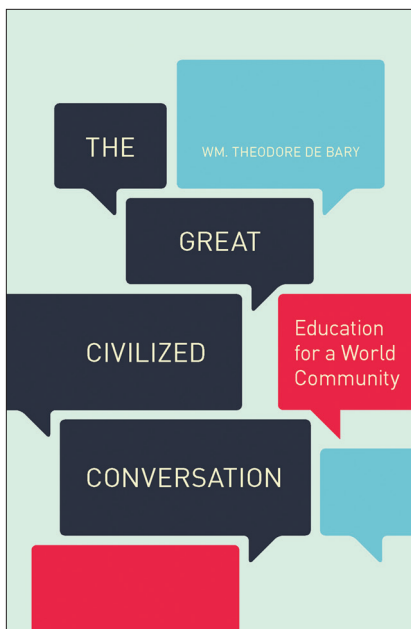 THE
WM. THEODORE DE BARY
GREAT
CIVILIZED
Education
for a World
Community
CONVERSATION